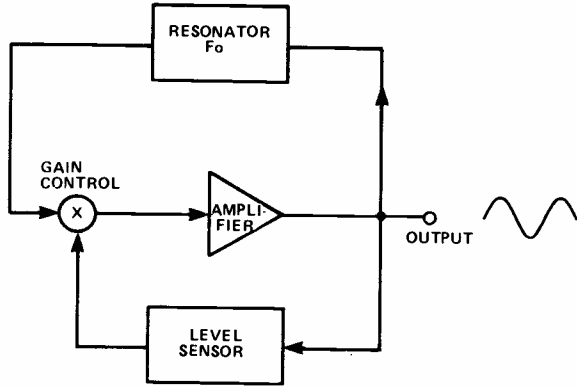 RESONATOR
Fo
GAIN
CONTROL
X
AMPLI-
FIER
OUTPUT
LEVEL
SENSOR